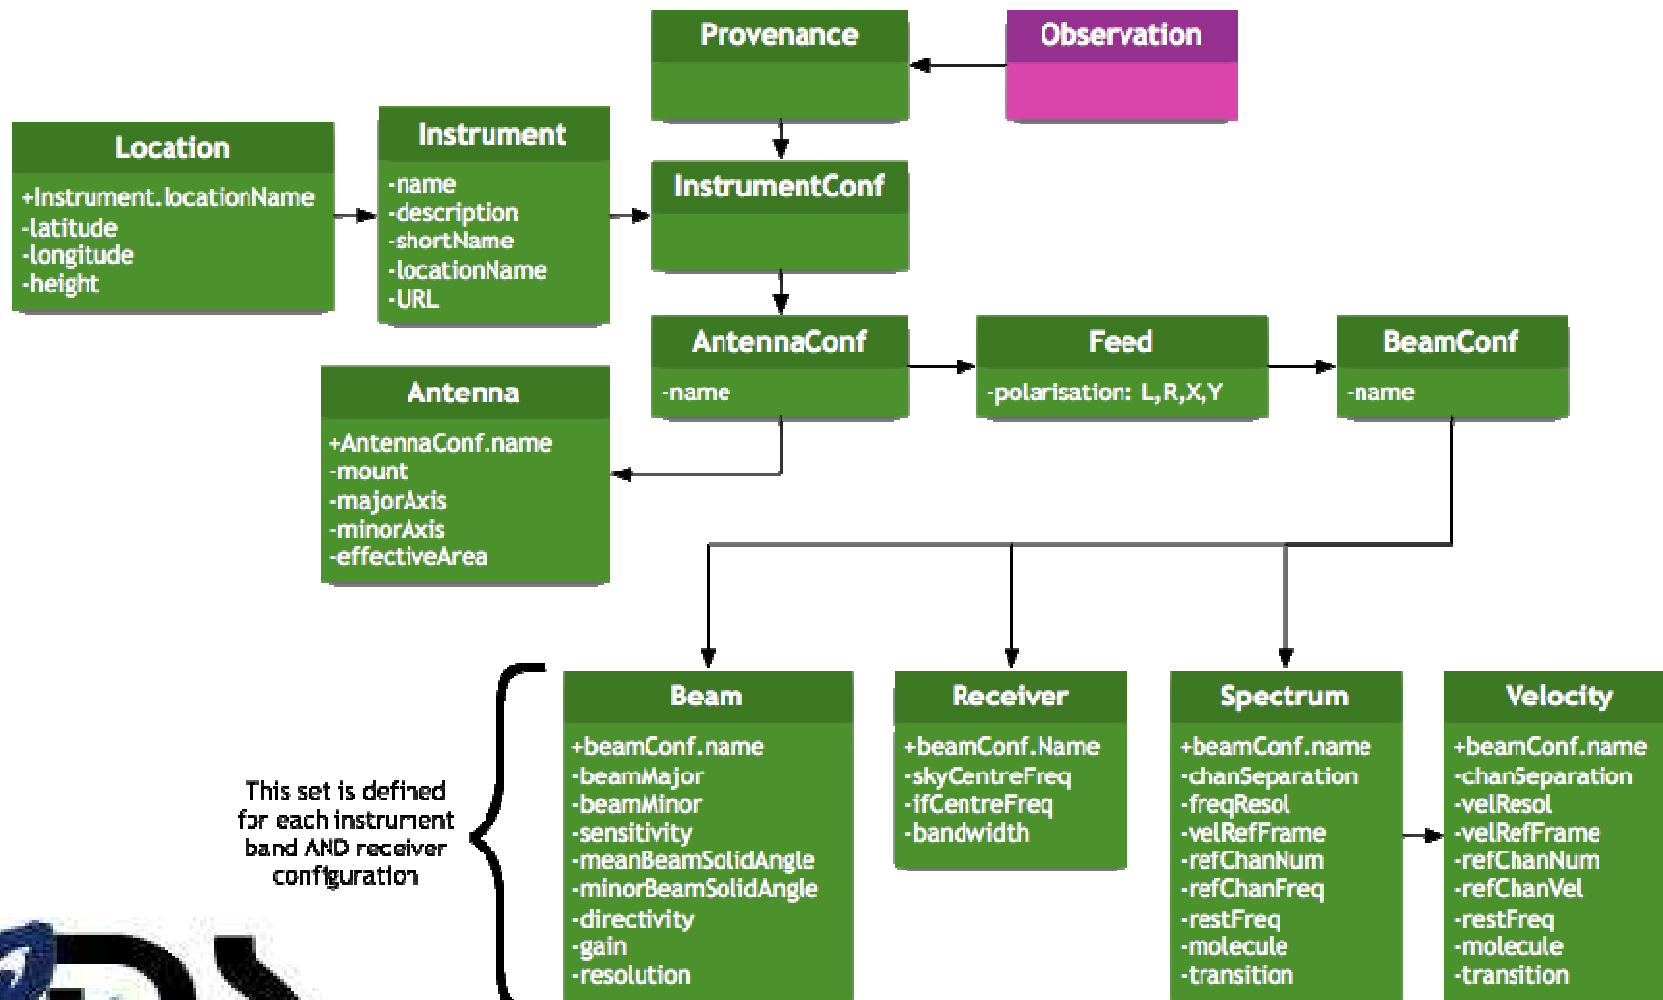 Provenance
Observation
Location
+Instrument.locationName
-latitude
-longitude
-height
Instrument
-name
-description
-shortName
-locationName
-URL
InstrumentConf
AntennaConf
-name
Feed
-polarisation: L,R,X,Y
BeamConf
-name
Antenna
+AntennaConf.name
-mount
-majorAxis
-minorAxis
-effectiveArea
This set is defined
for each instrument
band AND receiver
configuration
Beam
+beamConf.name
-beamMajor
-beamMinor
-sensitivity
-meanBeamSolidAngle
-minorBeamSolidAngle
-directivity
-gain
-resolution
Receiver
+beamConf.Name
-skyCentreFreq
-ifCentreFreq
-bandwidth
Spectrum
+beamConf.name
-chanSeparation
-freqResol
-velRefFrame
-refChanNum
-refChanFreq
-restFreq
-molecule
-transition
Velocity
+beamConf.name
-chanSeparation
-velResol
-velRefFrame
-refChanNum
-refChanVel
-restFreq
-molecule
-transition